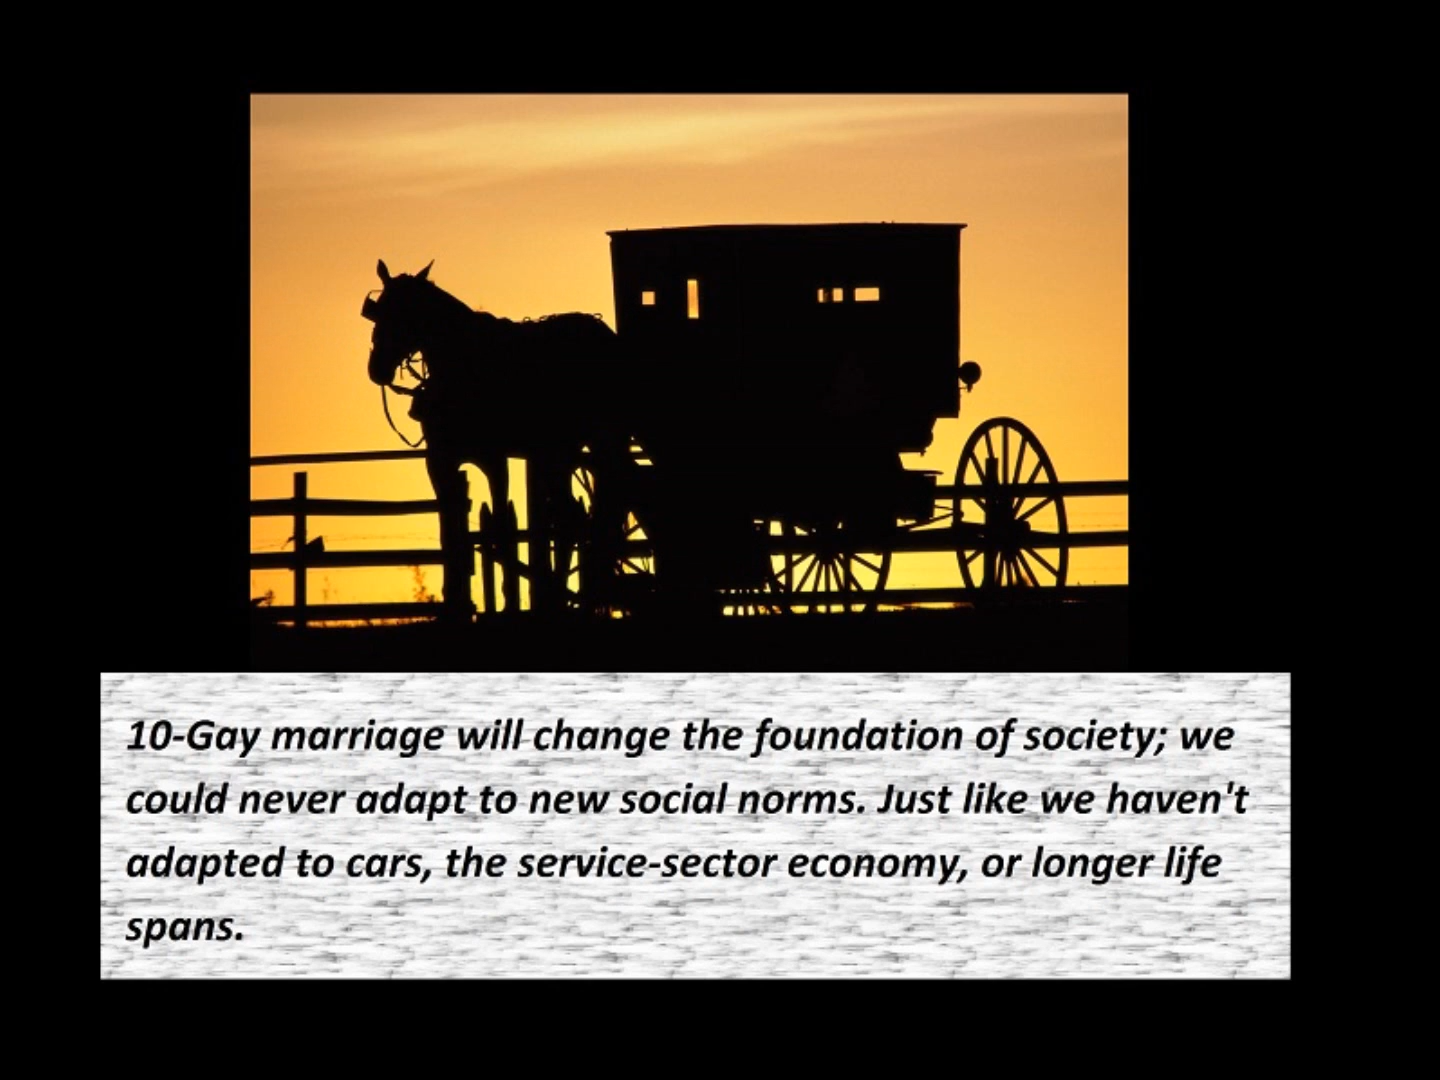 10-Gay marriage will change the foundation of society; we
could never adapt to new social norms. Just like we haven't
adapted to cars, the service-sector economy, or longer life
spans.